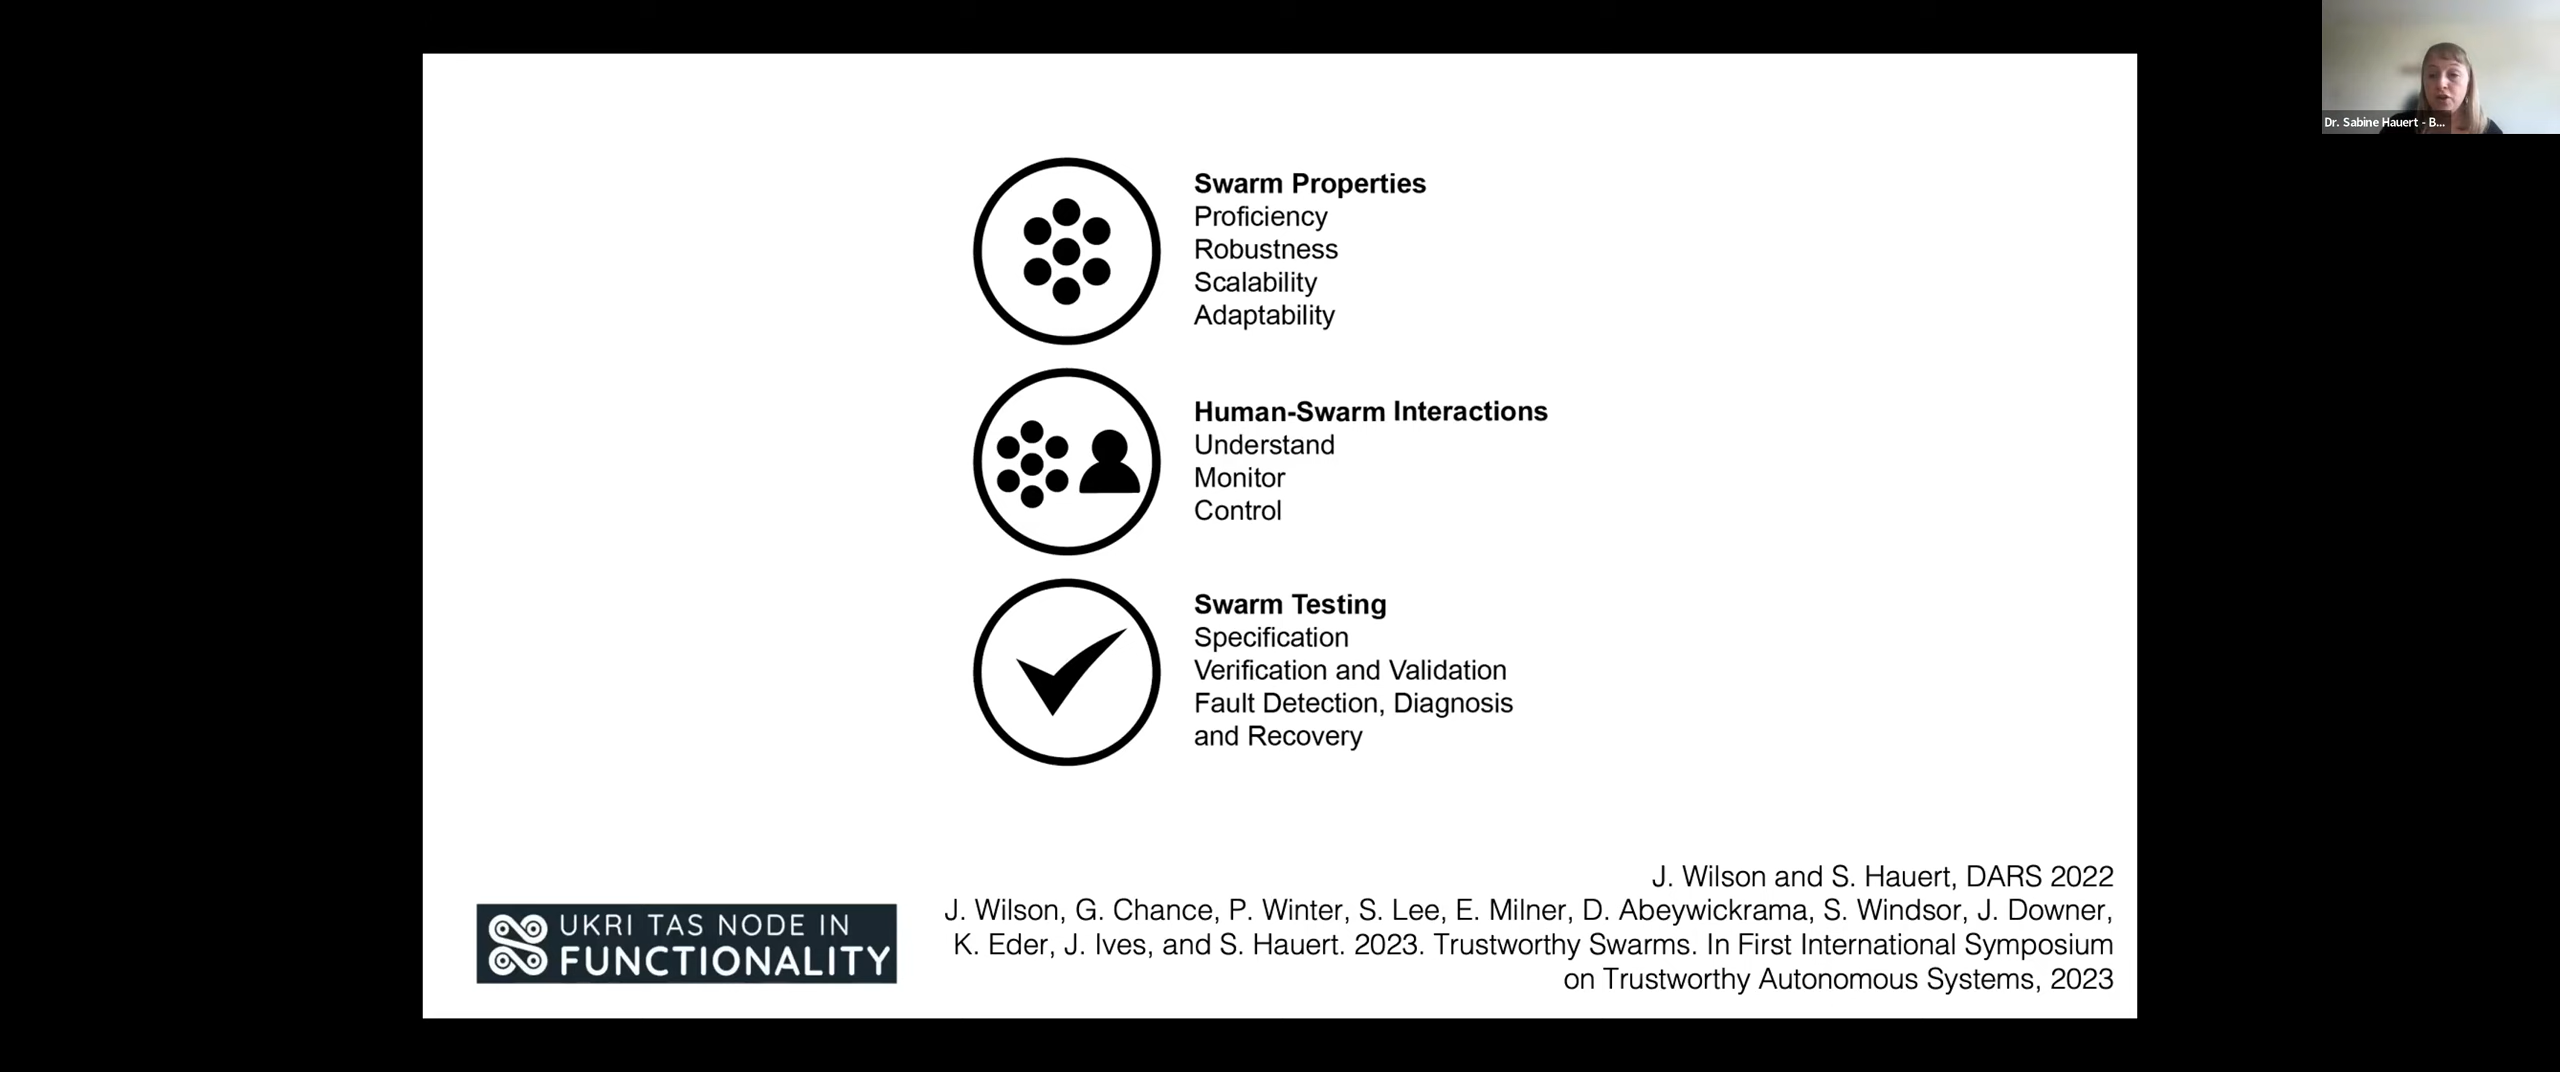 Dr. Sabine Hauert - B...
Swarm Properties
Proficiency
Robustness
Scalability
Adaptability
Human-Swarm Interactions
Understand
Monitor
Control
Swarm Testing
Specification
Verification and Validation
Fault Detection, Diagnosis
and Recovery
J. Wilson and S. Hauert, DARS 2022
J. Wilson, G. Chance, P. Winter, S. Lee, E. Milner, D. Abeywickrama, S. Windsor, J. Downer,
K. Eder, J. Ives, and S. Hauert. 2023. Trustworthy Swarms. In First International Symposium
on Trustworthy Autonomous Systems, 2023
UKRI TAS NODE IN
FUNCTIONALITY